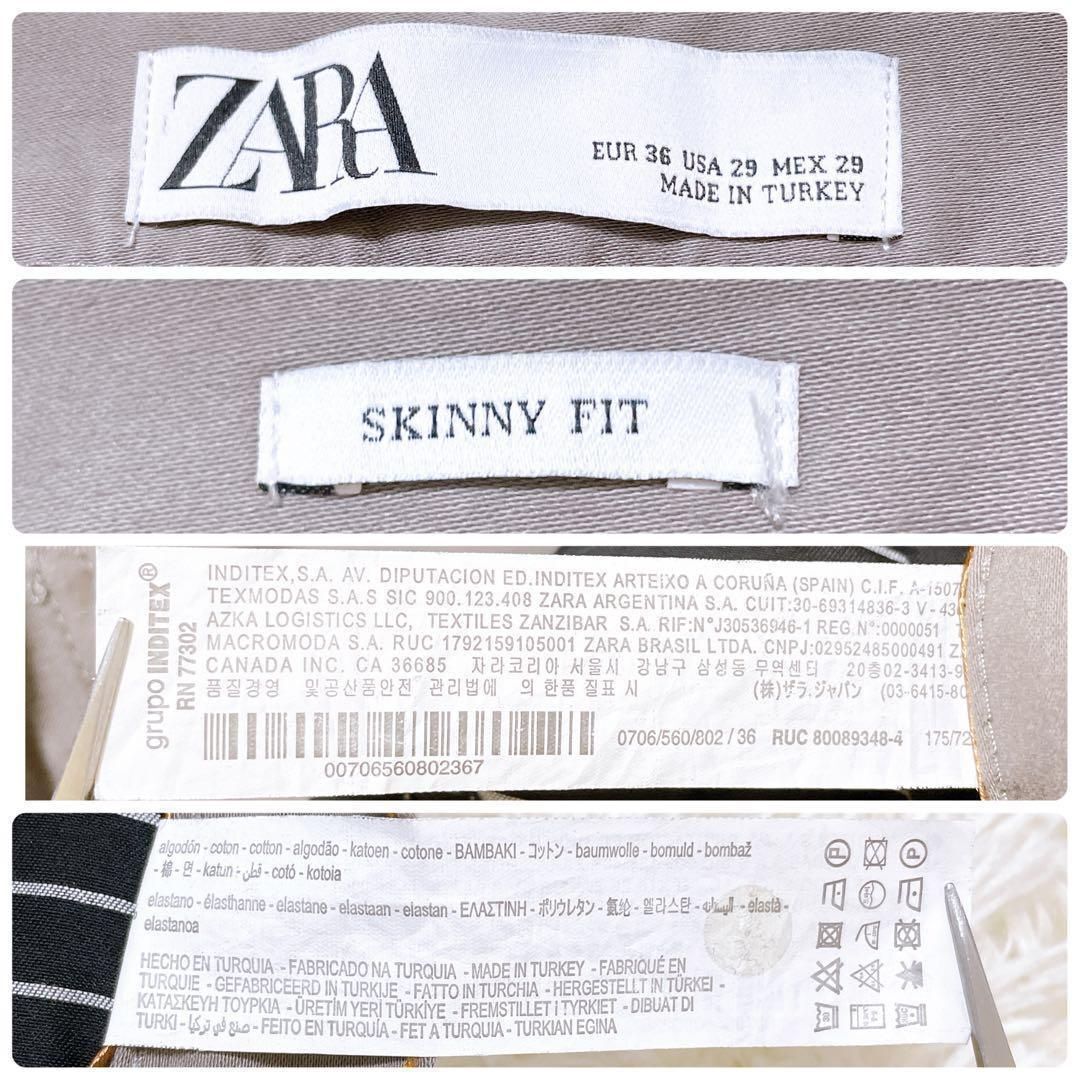 ZARA
EUR 36 USA 29 MEX 29
MADE IN TURKEY
SKINNY FIT
grupo INDITEX®
RN 77302
INDITEX,S.A. AV. DIPUTACION ED.INDITEX ARTEIXO A CORUÑA (SPAIN) C.I.F. A-1507
TEXMODAS S.A.S SIC 900.123.408 ZARA ARGENTINA S.A. CUIT:30-69314836-3 V-430
AZKA LOGISTICS LLC, TEXTILES ZANZIBAR S.A. RIF:N°J30536946-1 REG.N°:0000051
MACROMODA S.A. RUC 1792159105001 ZARA BRASIL LTDA. CNPJ:02952485000491 Z
CANADA INC. CA 36685 자라코리아 서울시 강남구 삼성동 무역센터 20층 02-3413-9
품질경영 및공산품안전 관리법에 의한품질표시 (株)ザラ.ジャパン (03-6415-80
0706/560/802 / 36 RUC 80089348-4 175/72
00706560802367
algodón - coton - cotton - algodão - katoen - cotone - ΒΑΜΒΑΚΙ - コットン - baumwolle - bomuld - bombaž
- 棉 - 면 - katun - قطن - cotó - kotoia
elastano - élasthanne - elastane - elastaan - elastan - ΕΛΑΣΤΙΝΗ - ポリウレタン - 氨纶 - 엘라스탄 - - elastà -
elastanoa
HECHO EN TURQUIA - FABRICADO NA TURQUIA - MADE IN TURKEY - FABRIQUÉ EN
TURQUIE - GEFABRICEERD IN TURKIJE - FATTO IN TURCHIA - HERGESTELLT IN TÜRKEI -
ΚΑΤΑΣΚΕΥΗ ΤΟΥΡΚΙΑ - ÜRETİM YERİ TÜRKİYE - FREMSTILLET I TYRKIET - DIBUAT DI
TURKI - صنع في تركيا - FEITO EN TURQUÍA - FET A TURQUIA - TURKIAN EGINA